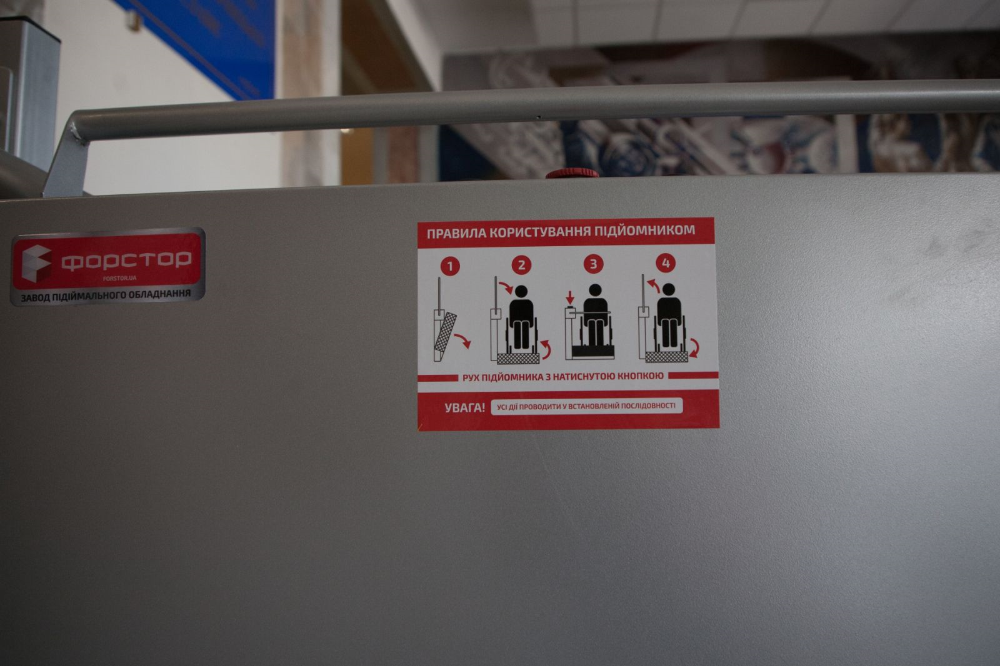 ФОРСТОР
FORSTOR.UA
ЗАВОД ПІДІЙМАЛЬНОГО ОБЛАДНАННЯ
ПРАВИЛА КОРИСТУВАННЯ ПІДЙОМНИКОМ
1 2 3 4
РУХ ПІДЙОМНИКА З НАТИСНУТОЮ КНОПКОЮ
УВАГА! УСІ ДІЇ ПРОВОДИТИ У ВСТАНОВЛЕНІЙ ПОСЛІДОВНОСТІ